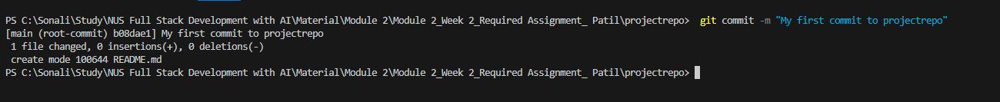 PS C:\Sonali\Study\NUS Full Stack Development with AI\Material\Module 2\Module 2_Week 2_Required Assignment_ Patil\projectrepo>  git commit -m "My first commit to projectrepo"
[main (root-commit) b08dae1] My first commit to projectrepo
 1 file changed, 0 insertions(+), 0 deletions(-)
 create mode 100644 README.md
PS C:\Sonali\Study\NUS Full Stack Development with AI\Material\Module 2\Module 2_Week 2_Required Assignment_ Patil\projectrepo>